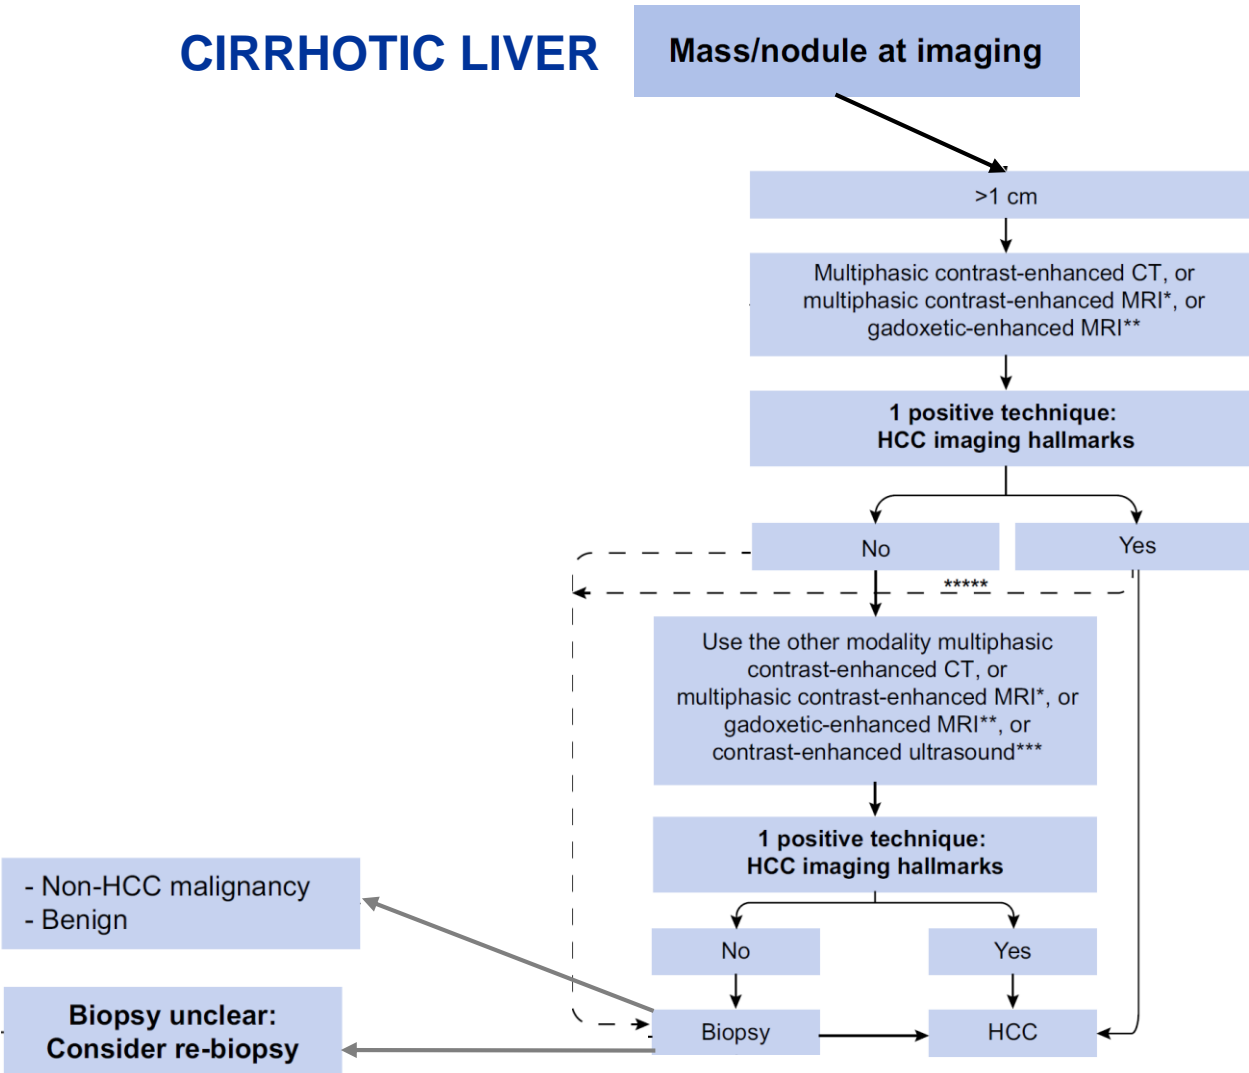 CIRRHOTIC LIVER
Mass/nodule at imaging
>1 cm
Multiphasic contrast-enhanced CT, or
multiphasic contrast-enhanced MRI*, or
gadoxetic-enhanced MRI**
1 positive technique:
HCC imaging hallmarks
No
Yes
*****
Use the other modality multiphasic
contrast-enhanced CT, or
multiphasic contrast-enhanced MRI*, or
gadoxetic-enhanced MRI**, or
contrast-enhanced ultrasound***
1 positive technique:
HCC imaging hallmarks
- Non-HCC malignancy
- Benign
No
Yes
Biopsy unclear:
Consider re-biopsy
Biopsy
HCC